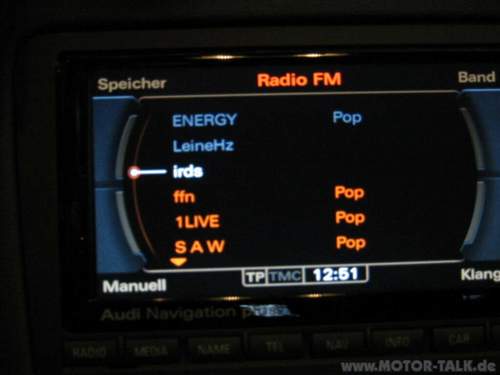 Speicher Radio FM Band
ENERGY Pop
LeineHz
irds
ffn Pop
1LIVE Pop
S A W Pop
Manuell TP TMC 12:51 Klang
Audi Navigation
RADIO MEDIA NAME TEL NAV INFO CAR
www.MOTOR-TALK.de